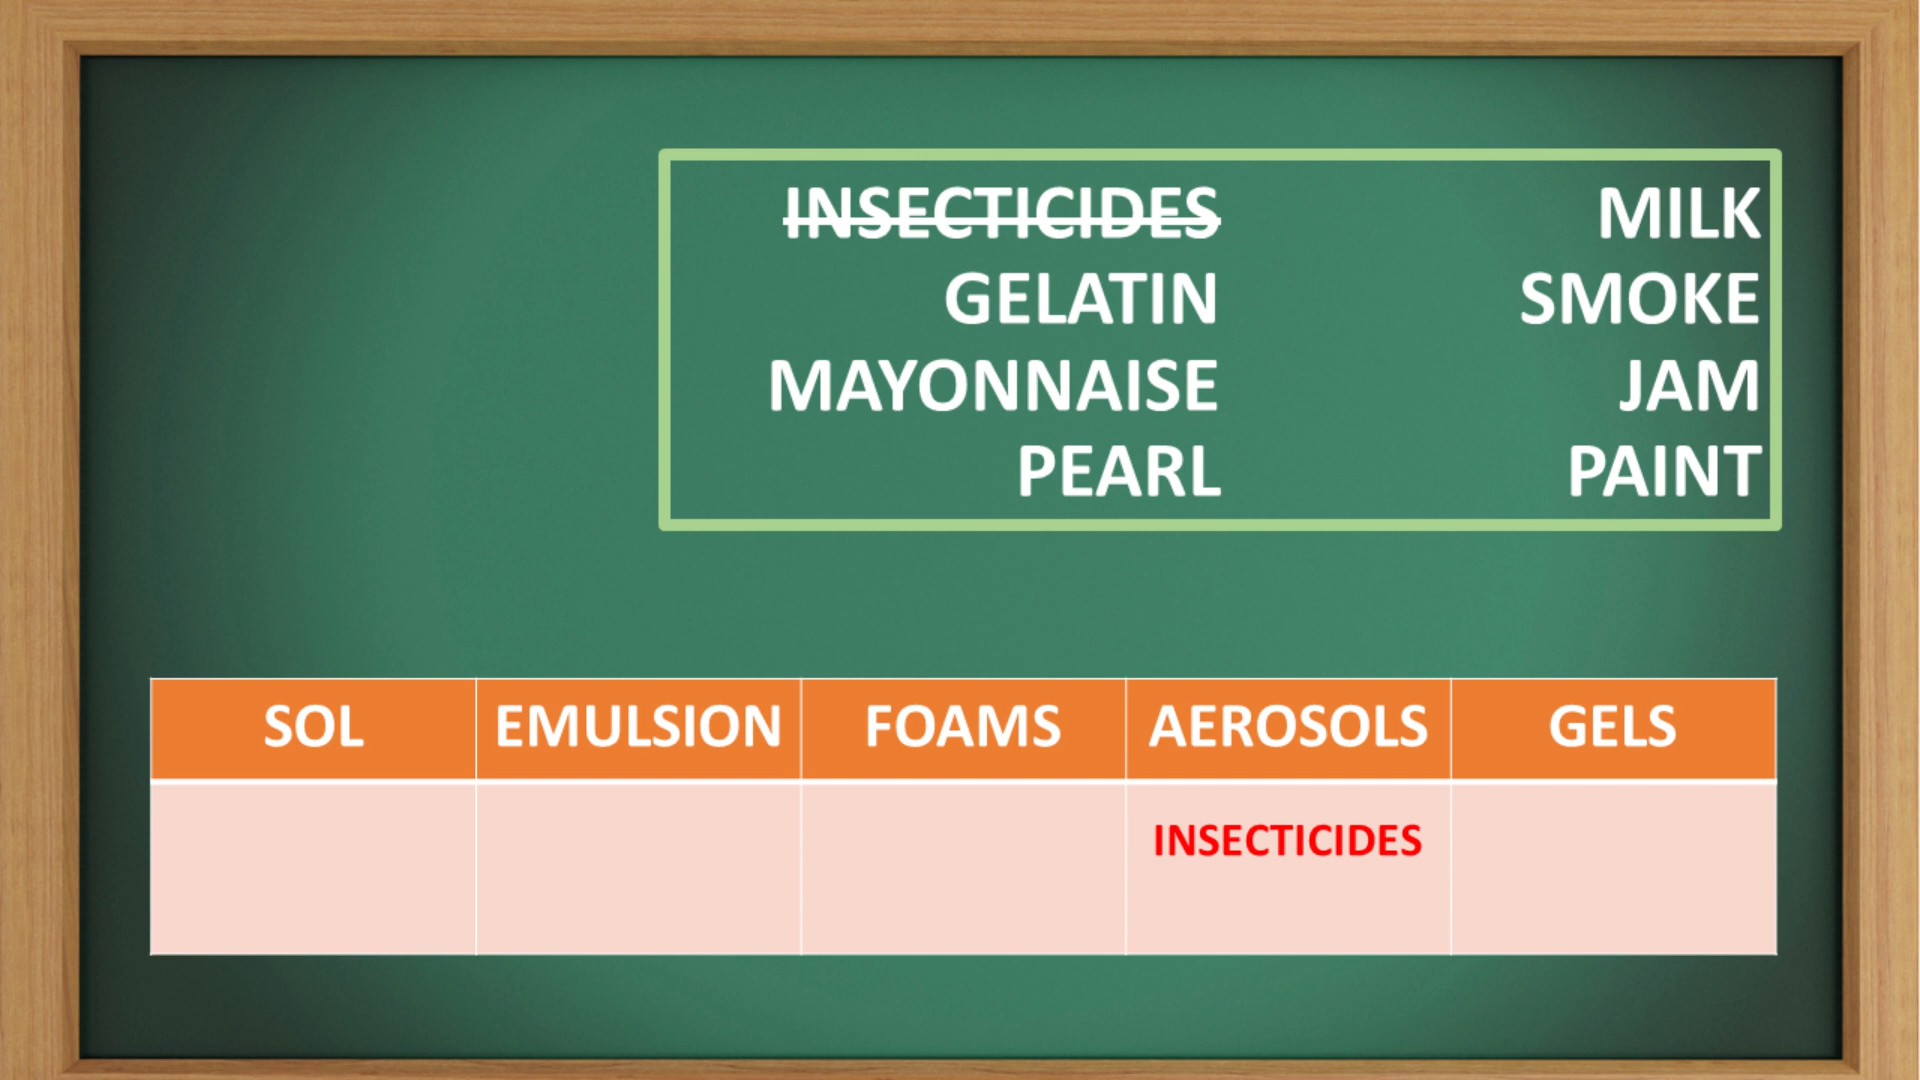 INSECTICIDES MILK
GELATIN SMOKE
MAYONNAISE JAM
PEARL PAINT
SOL EMULSION FOAMS AEROSOLS GELS
INSECTICIDES